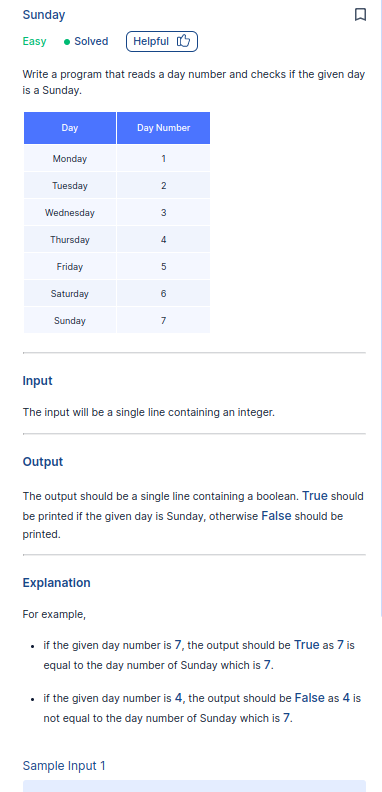 Sunday
Easy
Solved
Helpful
Write a program that reads a day number and checks if the given day
is a Sunday.
Day Day Number
Monday 1
Tuesday 2
Wednesday 3
Thursday 4
Friday 5
Saturday 6
Sunday 7
Input
The input will be a single line containing an integer.
Output
The output should be a single line containing a boolean. True should
be printed if the given day is Sunday, otherwise False should be
printed.
Explanation
For example,
• if the given day number is 7, the output should be True as 7 is
equal to the day number of Sunday which is 7.
• if the given day number is 4, the output should be False as 4 is
not equal to the day number of Sunday which is 7.
Sample Input 1